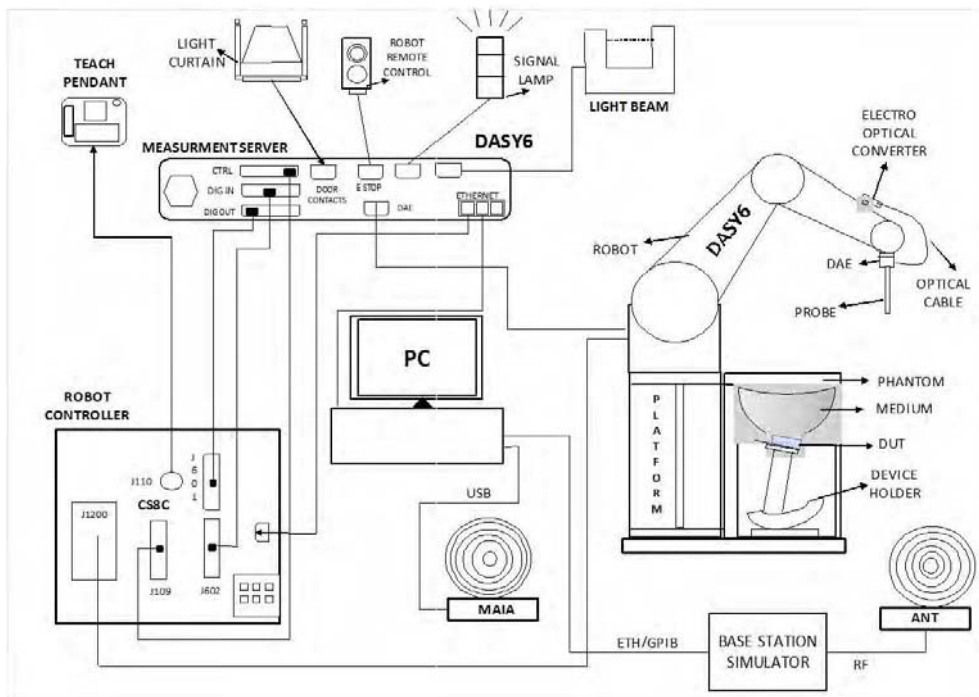 LIGHT
CURTAIN
ROBOT
REMOTE
CONTROL
SIGNAL
LAMP
LIGHT BEAM
TEACH
PENDANT
MEASURMENT SERVER
DASY6
CTRL
DIG IN
DIG OUT
DOOR
CONTACTS
E STOP
DAE
ETHERNET
ELECTRO
OPTICAL
CONVERTER
ROBOT
DASY6
DAE
OPTICAL
CABLE
PROBE
PC
PLATFORM
PHANTOM
MEDIUM
DUT
DEVICE
HOLDER
ROBOT
CONTROLLER
J110
J601
CS8C
J1200
J109
J602
USB
MAIA
ETH/GPIB
BASE STATION
SIMULATOR
RF
ANT